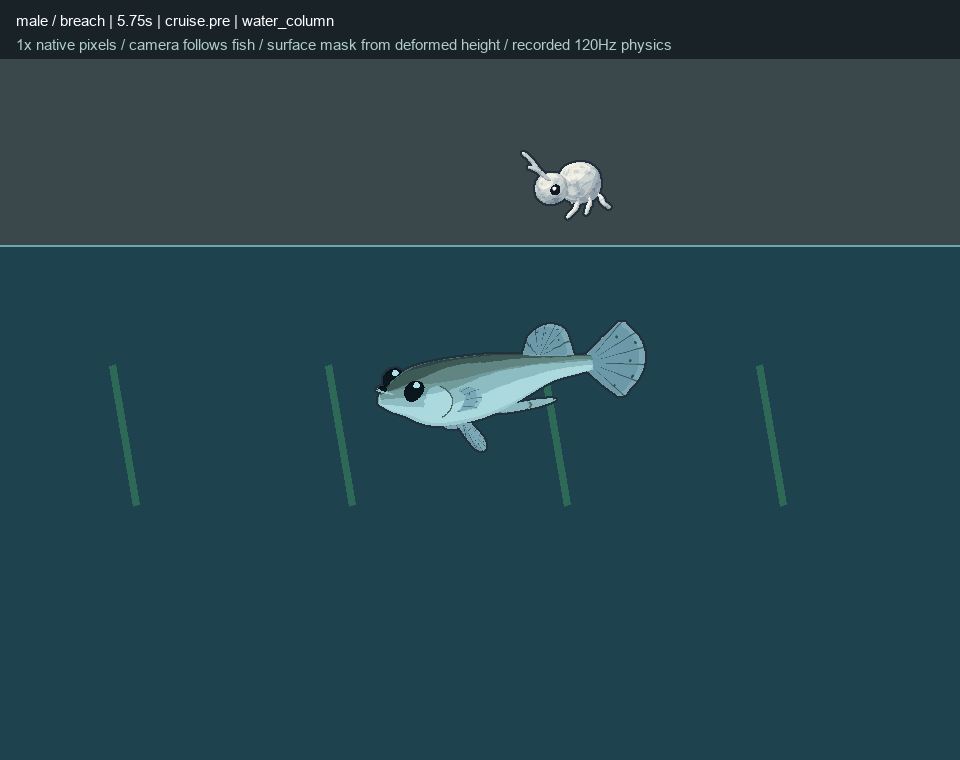 male / breach | 5.75s | cruise.pre | water_column
1x native pixels / camera follows fish / surface mask from deformed height / recorded 120Hz physics